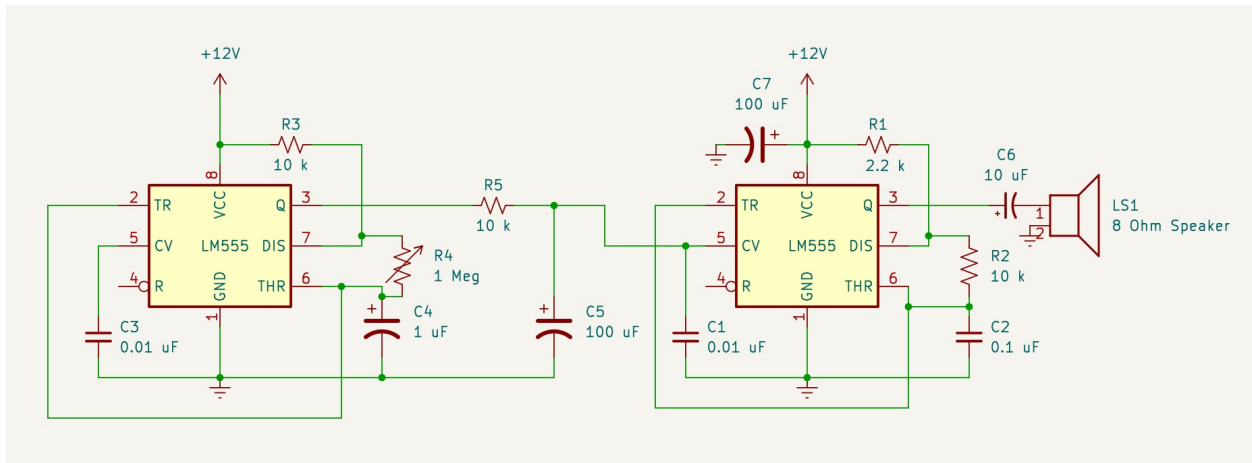 +12V
R3
10 k
8
VCC
2
TR
Q
3
5
CV
LM555
DIS
7
4
R
GND
THR
6
1
R4
1 Meg
C3
0.01 uF
C4
1 uF
R5
10 k
C5
100 uF
+12V
C7
100 uF
R1
2.2 k
8
VCC
2
TR
Q
3
5
CV
LM555
DIS
7
4
R
GND
THR
6
1
C6
10 uF
1
2
LS1
8 Ohm Speaker
R2
10 k
C1
0.01 uF
C2
0.1 uF